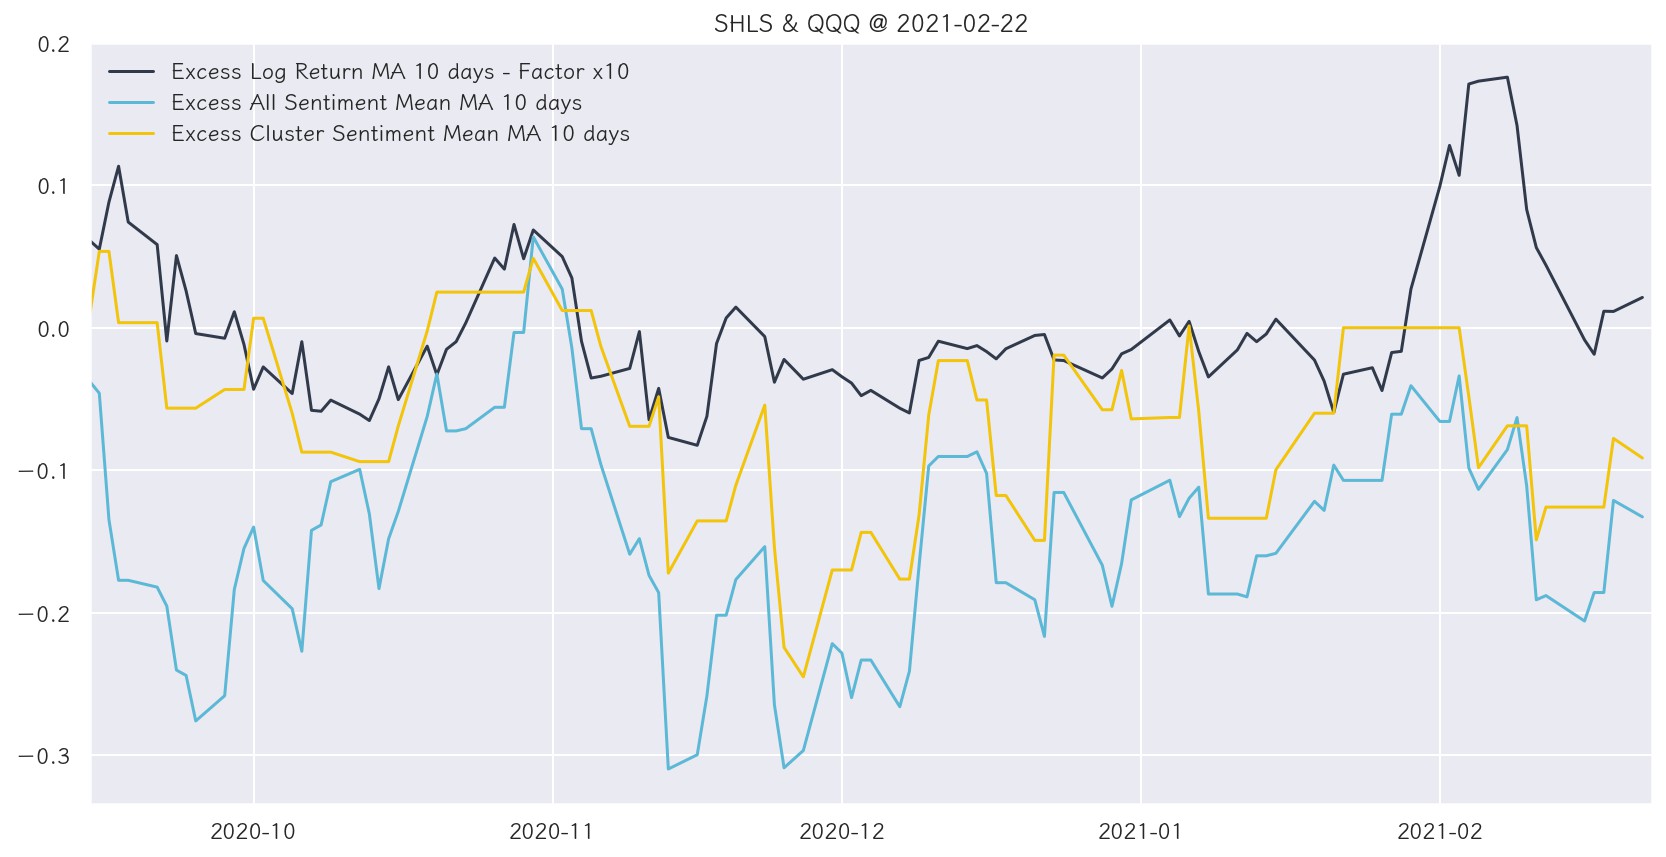 SHLS & QQQ @ 2021-02-22
Excess Log Return MA 10 days - Factor x10
Excess All Sentiment Mean MA 10 days
Excess Cluster Sentiment Mean MA 10 days
0.2
0.1
0.0
−0.1
−0.2
−0.3
2020-10 2020-11 2020-12 2021-01 2021-02